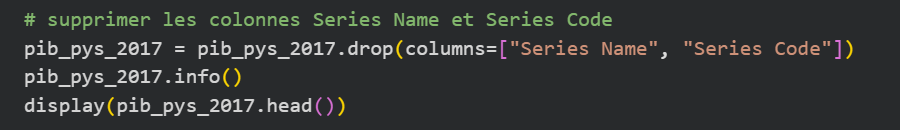 # supprimer les colonnes Series Name et Series Code
pib_pys_2017 = pib_pys_2017.drop(columns=["Series Name", "Series Code"])
pib_pys_2017.info()
display(pib_pys_2017.head())